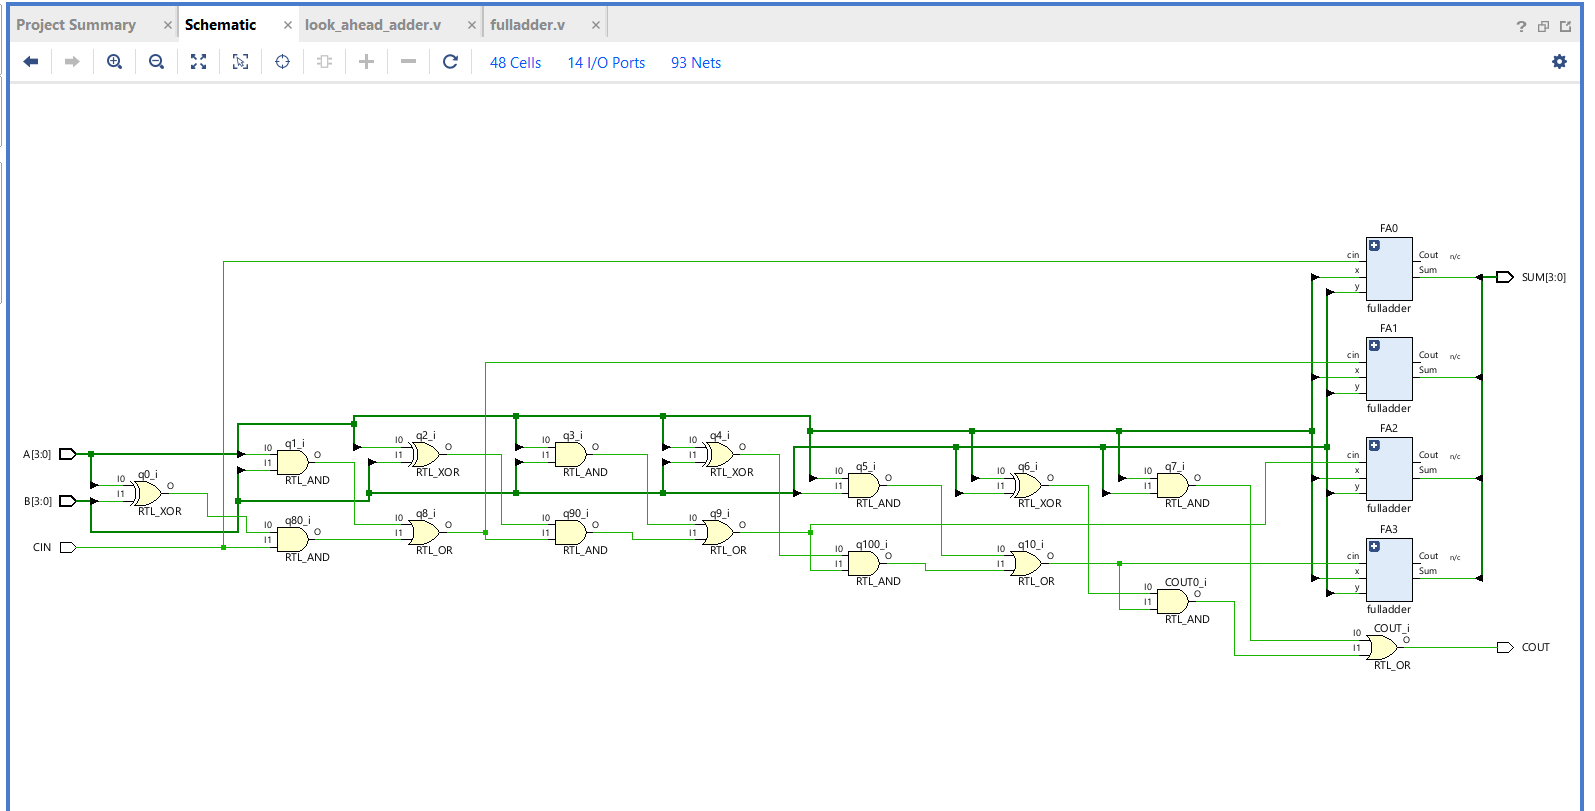 Project Summary × Schematic × look_ahead_adder.v × fulladder.v × ?
48 Cells 14 I/O Ports 93 Nets
FA0
cin
x
y
Cout n/c
Sum
fulladder
SUM[3:0]
FA1
cin
x
y
Cout n/c
Sum
fulladder
FA2
cin
x
y
Cout n/c
Sum
fulladder
FA3
cin
x
y
Cout n/c
Sum
fulladder
A[3:0]
B[3:0]
CIN
q0_i
I0
I1
O
RTL_XOR
q1_i
I0
I1
O
RTL_AND
q80_i
I0
I1
O
RTL_AND
q2_i
I0
I1
O
RTL_XOR
q8_i
I0
I1
O
RTL_OR
q3_i
I0
I1
O
RTL_AND
q90_i
I0
I1
O
RTL_AND
q4_i
I0
I1
O
RTL_XOR
q9_i
I0
I1
O
RTL_OR
q5_i
I0
I1
O
RTL_AND
q100_i
I0
I1
O
RTL_AND
q6_i
I0
I1
O
RTL_XOR
q10_i
I0
I1
O
RTL_OR
q7_i
I0
I1
O
RTL_AND
COUT0_i
I0
I1
O
RTL_AND
COUT_i
I0
I1
O
RTL_OR
COUT